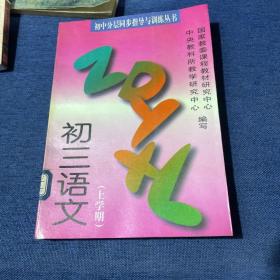 初中分层同步指导与训练丛书
国家教委课程教材研究中心
中央教科所教学研究中心
编写
ZDYXL
初三语文
(上学期)